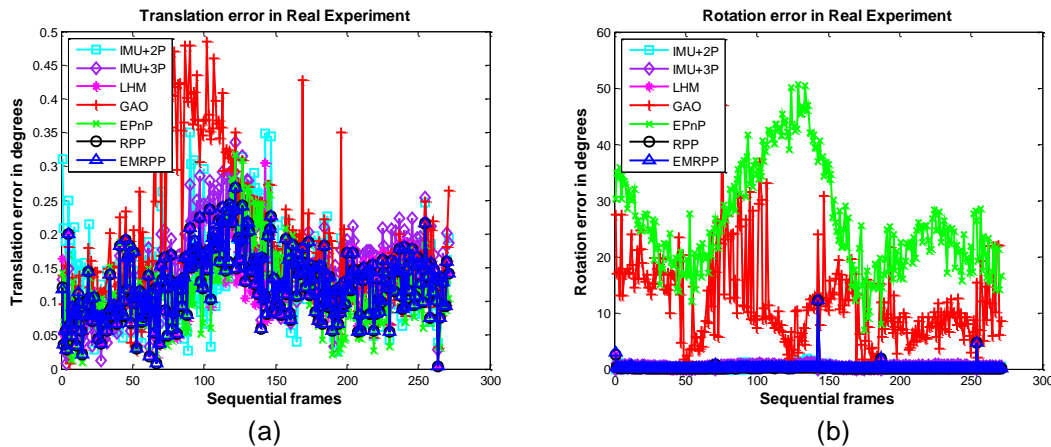 Translation error in Real Experiment
Translation error in degrees
0.5
0.45
0.4
0.35
0.3
0.25
0.2
0.15
0.1
0.05
0
IMU+2P
IMU+3P
LHM
GAO
EPnP
RPP
EMRPP
0 50 100 150 200 250 300
Sequential frames
(a)
Rotation error in Real Experiment
Rotation error in degrees
60
50
40
30
20
10
0
IMU+2P
IMU+3P
LHM
GAO
EPnP
RPP
EMRPP
0 50 100 150 200 250 300
Sequential frames
(b)